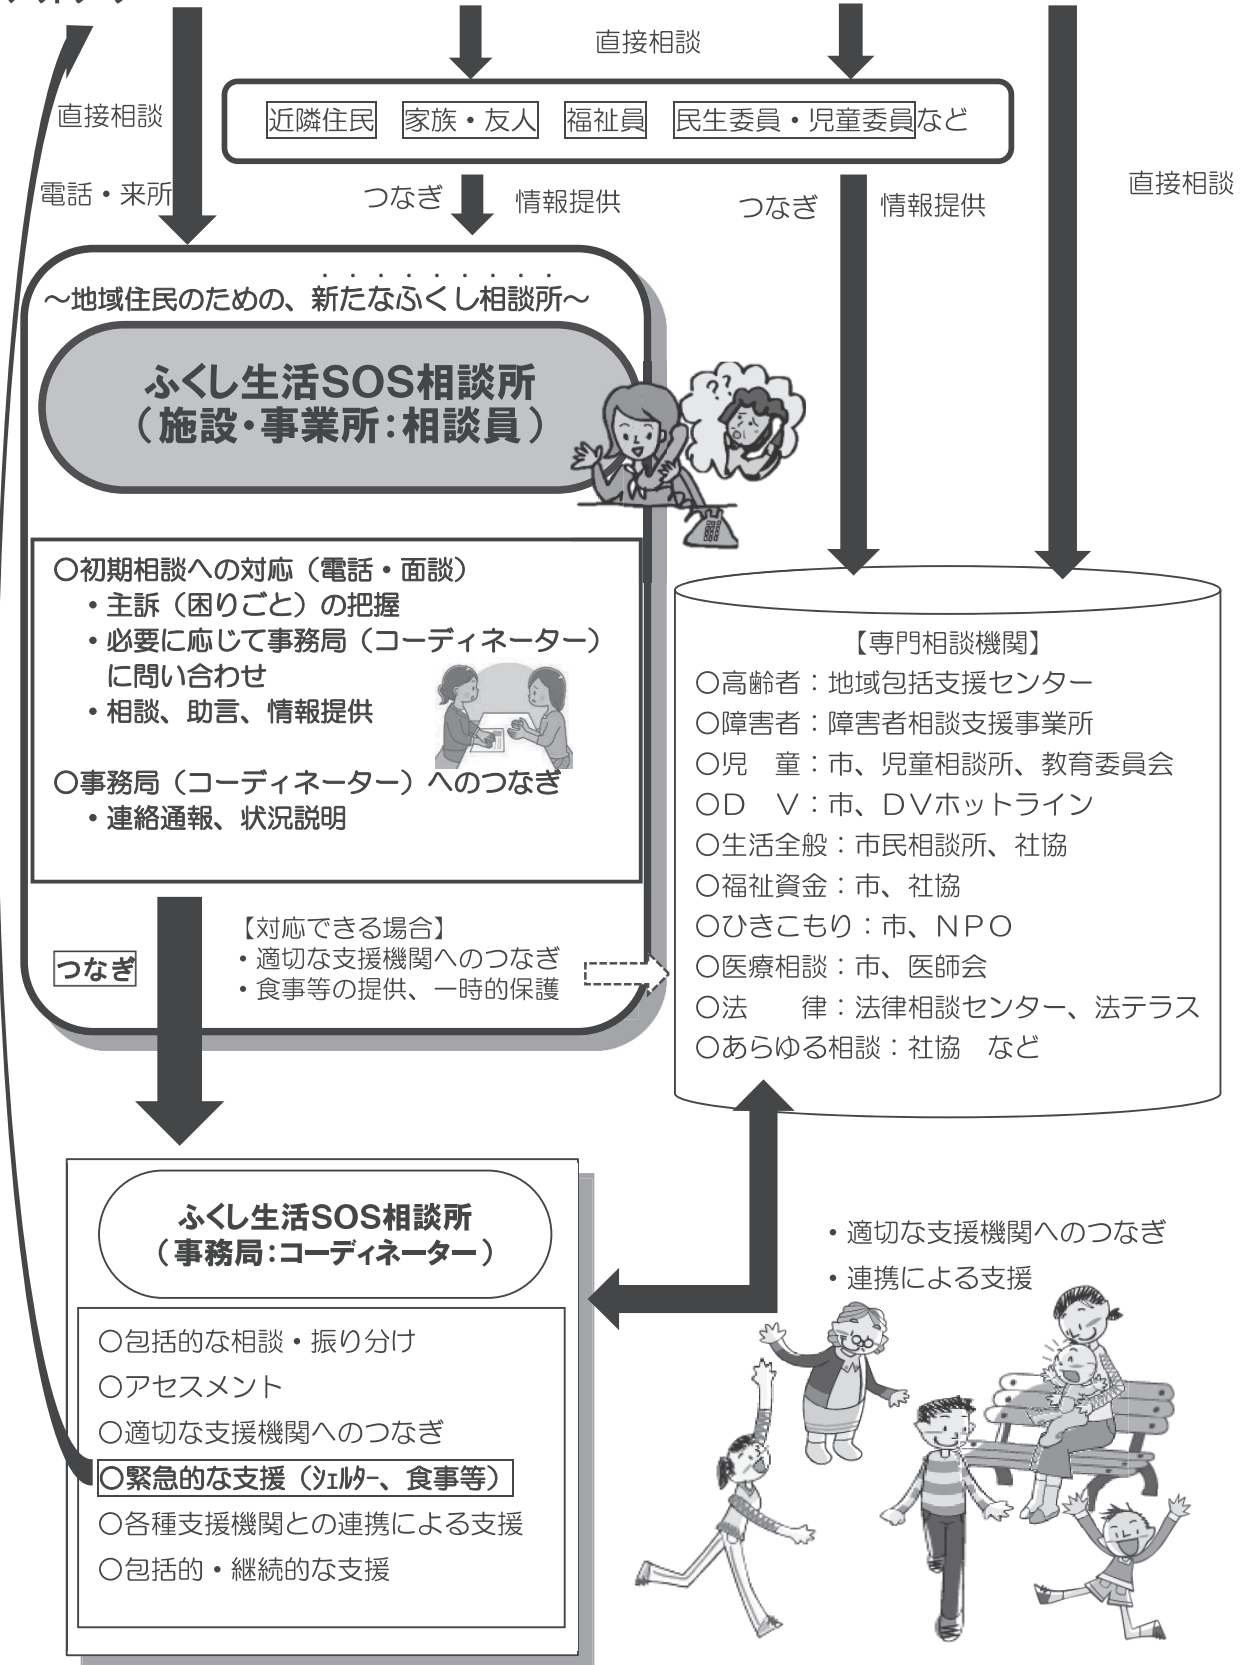 直接相談
直接相談
近隣住民 家族・友人 福祉員 民生委員・児童委員など
電話・来所
つなぎ 情報提供
つなぎ 情報提供
直接相談
～地域住民のための、新たなふくし相談所～
ふくし生活SOS相談所
（施設・事業所：相談員）
??
○初期相談への対応（電話・面談）
・主訴（困りごと）の把握
・必要に応じて事務局（コーディネーター）
に問い合わせ
・相談、助言、情報提供
○事務局（コーディネーター）へのつなぎ
・連絡通報、状況説明
つなぎ
【対応できる場合】
・適切な支援機関へのつなぎ
・食事等の提供、一時的保護
【専門相談機関】
○高齢者：地域包括支援センター
○障害者：障害者相談支援事業所
○児　童：市、児童相談所、教育委員会
○Ｄ　Ｖ：市、ＤＶホットライン
○生活全般：市民相談所、社協
○福祉資金：市、社協
○ひきこもり：市、ＮＰＯ
○医療相談：市、医師会
○法　　律：法律相談センター、法テラス
○あらゆる相談：社協　など
ふくし生活SOS相談所
（事務局：コーディネーター）
○包括的な相談・振り分け
○アセスメント
○適切な支援機関へのつなぎ
○緊急的な支援（ｼｪﾙﾀｰ、食事等）
○各種支援機関との連携による支援
○包括的・継続的な支援
・適切な支援機関へのつなぎ
・連携による支援